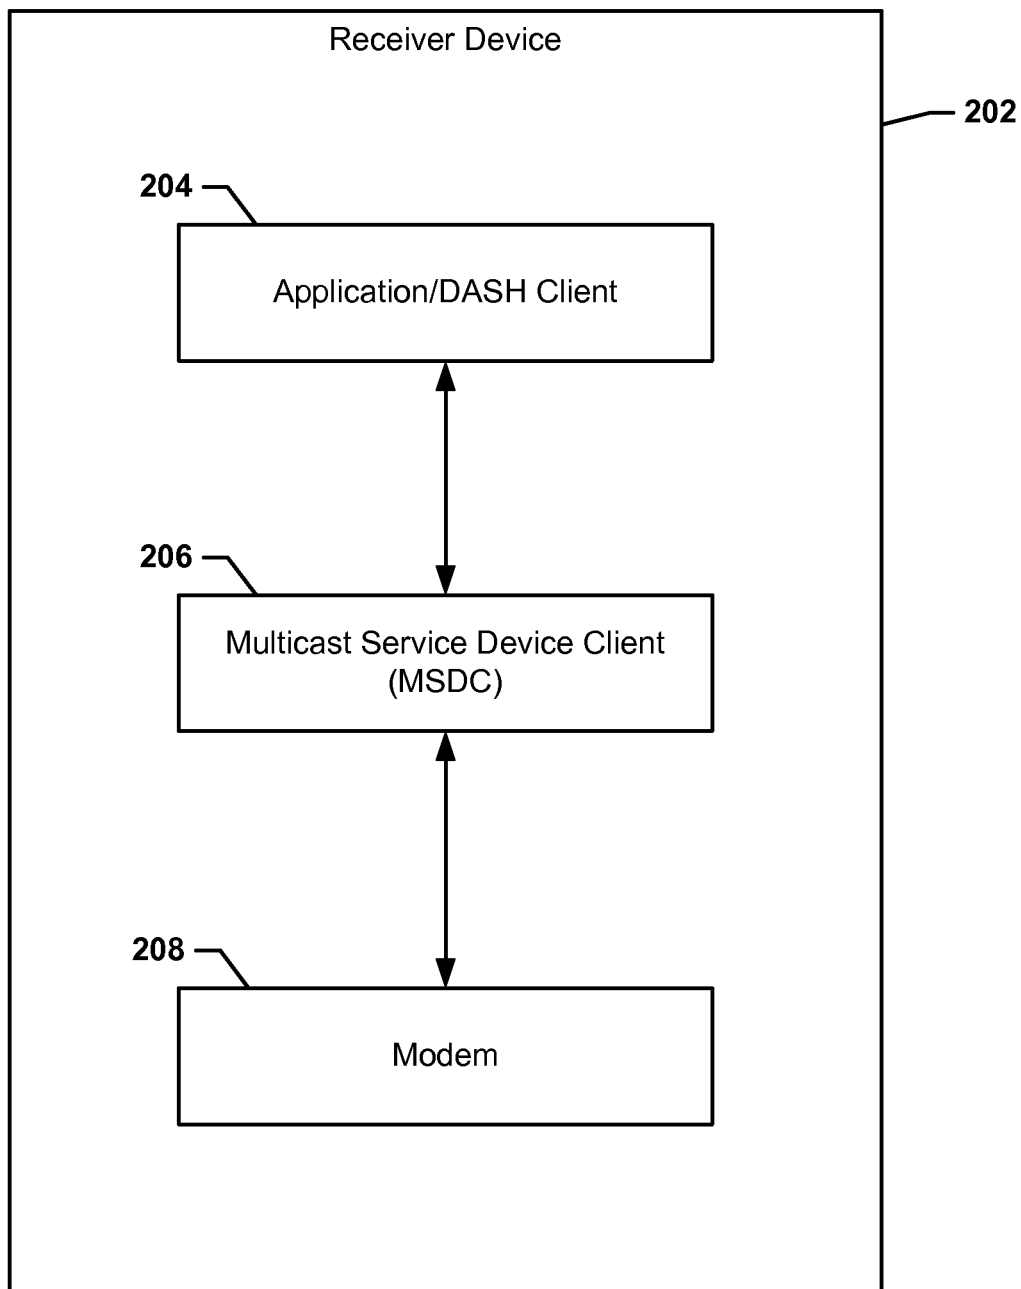 Receiver Device
202
204
Application/DASH Client
206
Multicast Service Device Client
(MSDC)
208
Modem